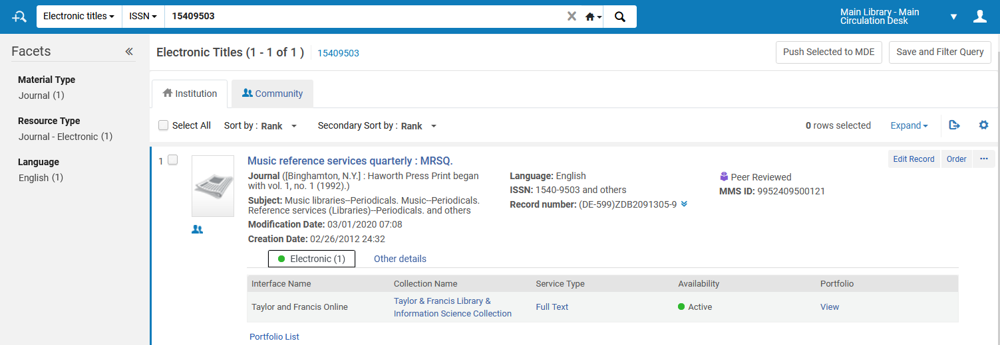 Electronic titles ISSN 15409503
Main Library - Main
Circulation Desk
Facets
Material Type
Journal (1)
Resource Type
Journal - Electronic (1)
Language
English (1)
Electronic Titles (1 - 1 of 1 ) 15409503
Push Selected to MDE Save and Filter Query
Institution Community
Select All Sort by : Rank Secondary Sort by : Rank 0 rows selected Expand
1 Music reference services quarterly : MRSQ.
Edit Record Order ...
Journal ([Binghamton, N.Y.] : Haworth Press Print began
with vol. 1, no. 1 (1992).)
Subject: Music libraries--Periodicals. Music--Periodicals.
Reference services (Libraries)--Periodicals. and others
Modification Date: 03/01/2020 07:08
Creation Date: 02/26/2012 24:32
Language: English
ISSN: 1540-9503 and others
Record number: (DE-599)ZDB2091305-9
Peer Reviewed
MMS ID: 9952409500121
Electronic (1) Other details
Interface Name Collection Name Service Type Availability Portfolio
Taylor and Francis Online Taylor & Francis Library & Full Text Active View
Information Science Collection
Portfolio List